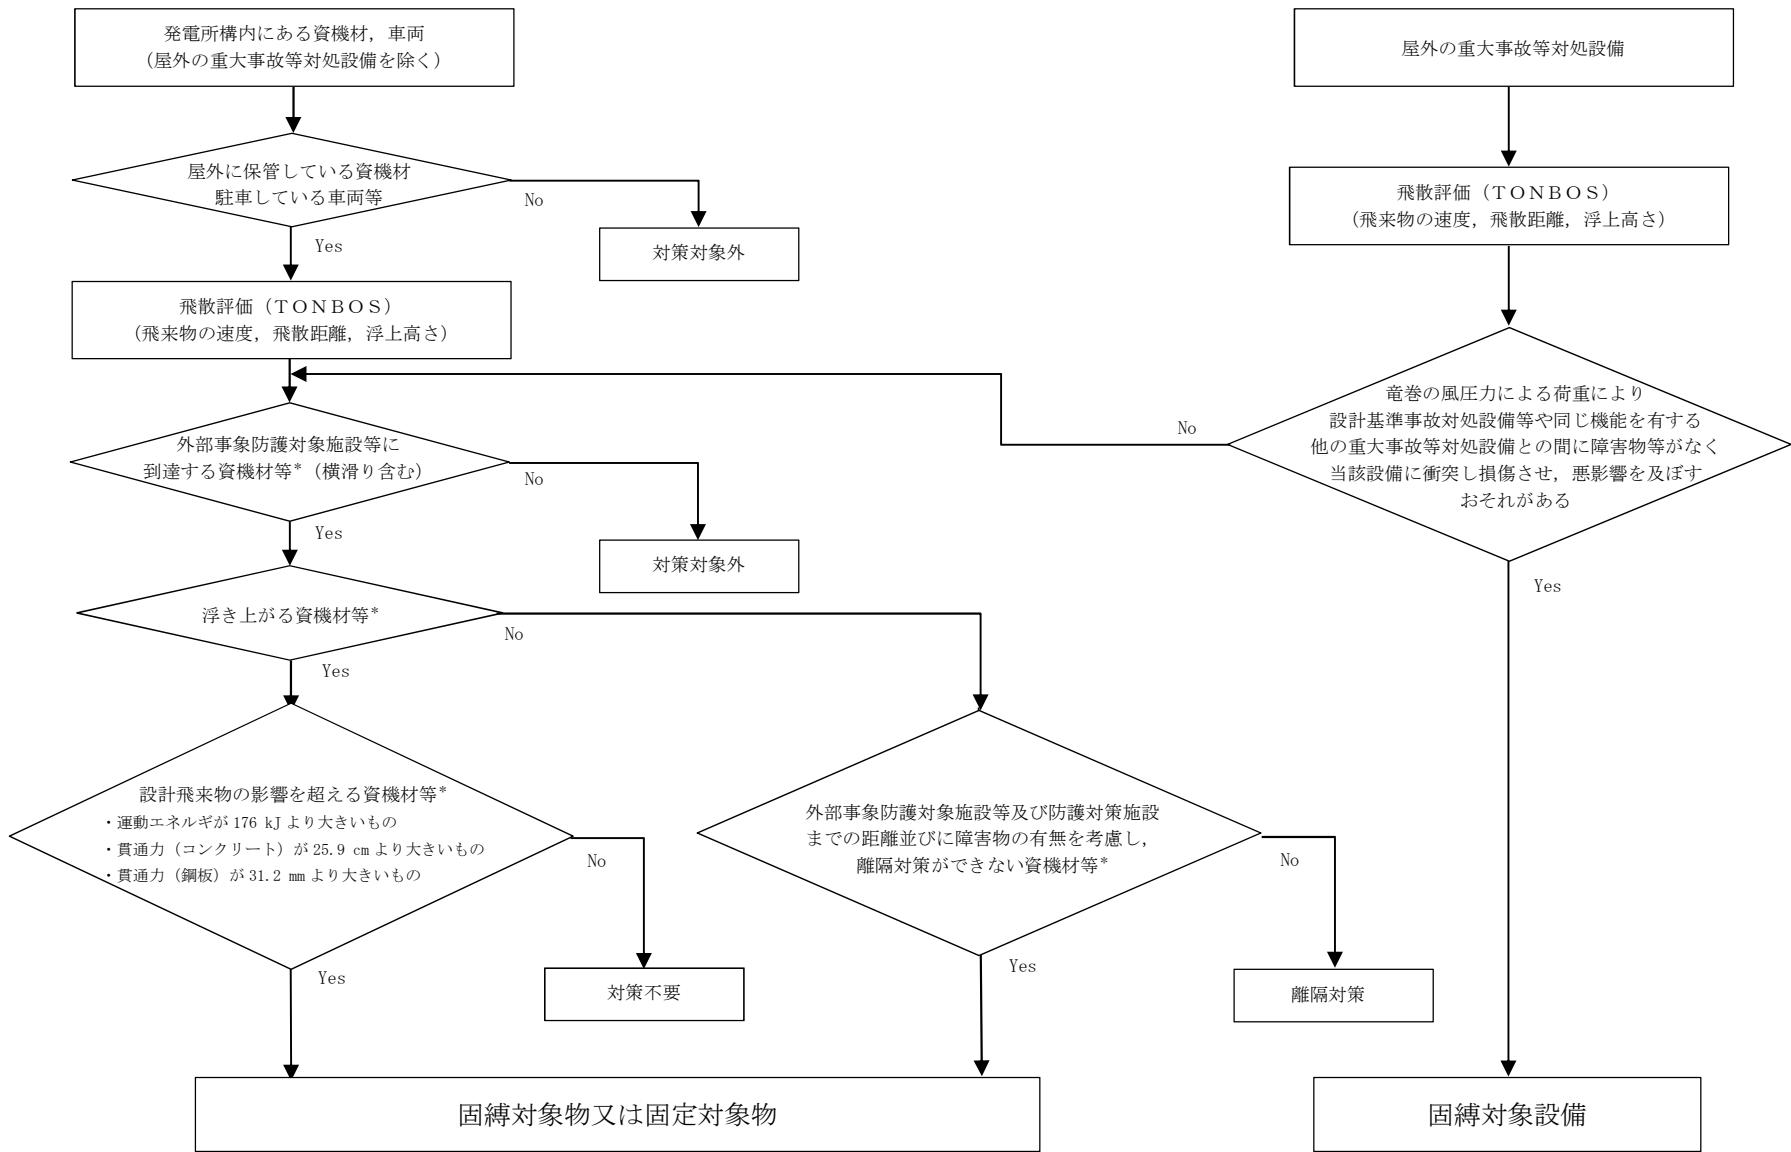 発電所構内にある資機材，車両
（屋外の重大事故等対処設備を除く）
屋外に保管している資機材
駐車している車両等
No
Yes
対策対象外
飛散評価（ＴＯＮＢＯＳ）
（飛来物の速度，飛散距離，浮上高さ）
外部事象防護対象施設等に
到達する資機材等*（横滑り含む）
No
Yes
対策対象外
浮き上がる資機材等*
No
Yes
設計飛来物の影響を超える資機材等*
・運動エネルギが 176 kJ より大きいもの
・貫通力（コンクリート）が 25.9 cm より大きいもの
・貫通力（鋼板）が 31.2 mm より大きいもの
No
Yes
対策不要
外部事象防護対象施設等及び防護対策施設
までの距離並びに障害物の有無を考慮し，
離隔対策ができない資機材等*
No
Yes
離隔対策
固縛対象物又は固定対象物
屋外の重大事故等対処設備
飛散評価（ＴＯＮＢＯＳ）
（飛来物の速度，飛散距離，浮上高さ）
竜巻の風圧力による荷重により
設計基準事故対処設備等や同じ機能を有する
他の重大事故等対処設備との間に障害物等がなく
当該設備に衝突し損傷させ，悪影響を及ぼす
おそれがある
No
Yes
固縛対象設備